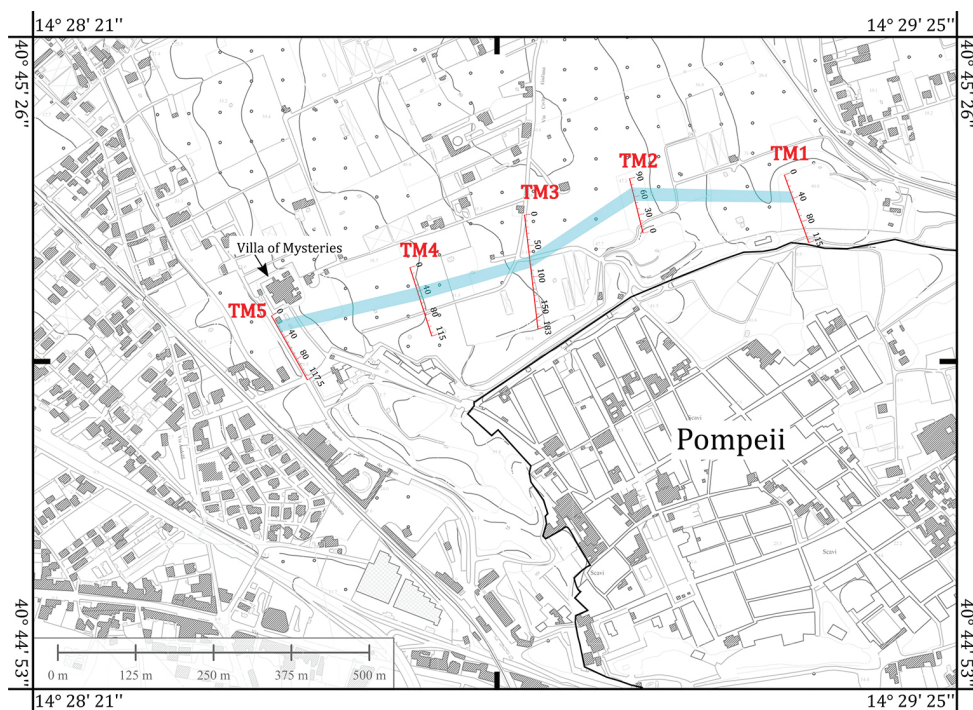 14° 28' 21"
14° 29' 25"
40° 45' 26"
40° 45' 26"
TM1
0
40
80
115
TM2
90
60
30
0
TM3
0
50
100
150
183
TM4
0
40
80
115
Villa of Mysteries
TM5
0
40
80
117.5
Pompeii
Scavi
Scavi
Scavi
40° 44' 53"
40° 44' 53"
0 m
125 m
250 m
375 m
500 m
14° 28' 21"
14° 29' 25"